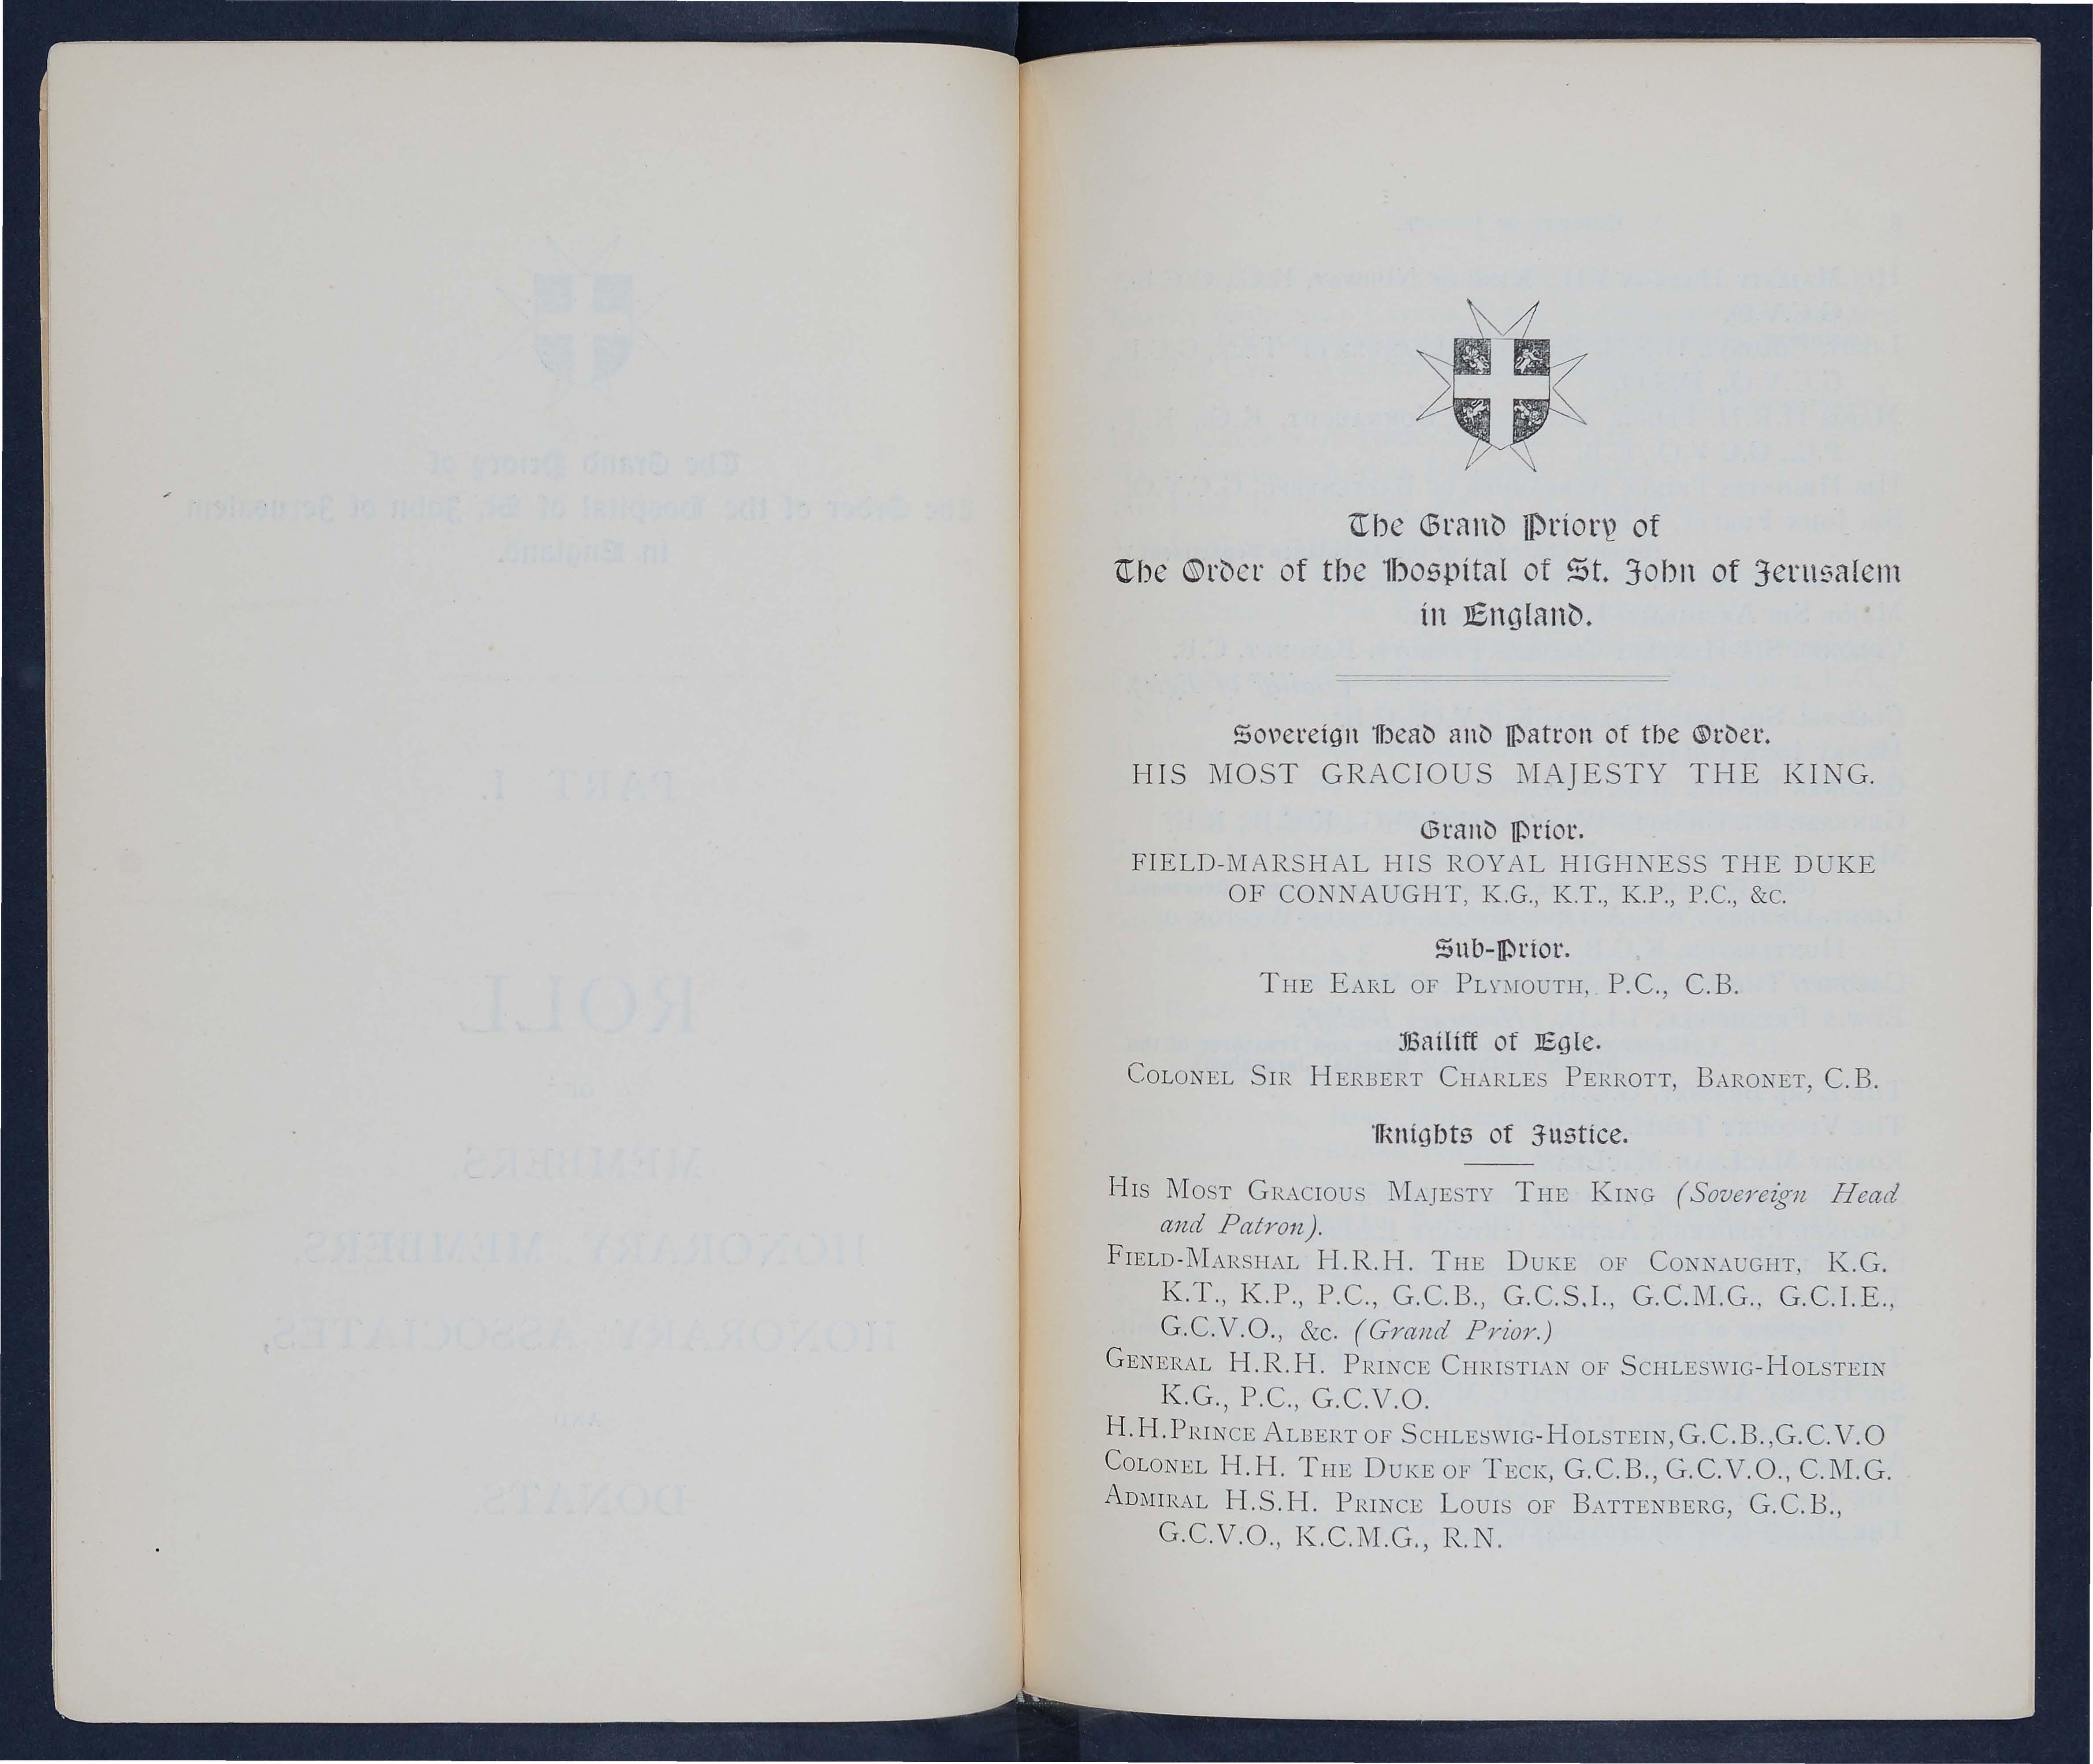 The Grand Priory of
The Order of the Hospital of St. John of Jerusalem
in England.
Sovereign Head and Patron of the Order.
HIS MOST GRACIOUS MAJESTY THE KING.
Grand Prior.
FIELD-MARSHAL HIS ROYAL HIGHNESS THE DUKE
OF CONNAUGHT, K.G., K.T., K.P., P.C., &c.
Sub-Prior.
THE EARL OF PLYMOUTH, P.C., C.B.
Bailiff of Egle.
COLONEL SIR HERBERT CHARLES PERROTT, BARONET, C.B.
Knights of Justice.
HIS MOST GRACIOUS MAJESTY THE KING (Sovereign Head
and Patron).
FIELD-MARSHAL H.R.H. THE DUKE OF CONNAUGHT, K.G.
K.T., K.P., P.C., G.C.B., G.C.S.I., G.C.M.G., G.C.I.E.,
G.C.V.O., &c. (Grand Prior.)
GENERAL H.R.H. PRINCE CHRISTIAN OF SCHLESWIG-HOLSTEIN
K.G., P.C., G.C.V.O.
H.H. PRINCE ALBERT OF SCHLESWIG-HOLSTEIN, G.C.B., G.C.V.O
COLONEL H.H. THE DUKE OF TECK, G.C.B., G.C.V.O., C.M.G.
ADMIRAL H.S.H. PRINCE LOUIS OF BATTENBERG, G.C.B.,
G.C.V.O., K.C.M.G., R.N.